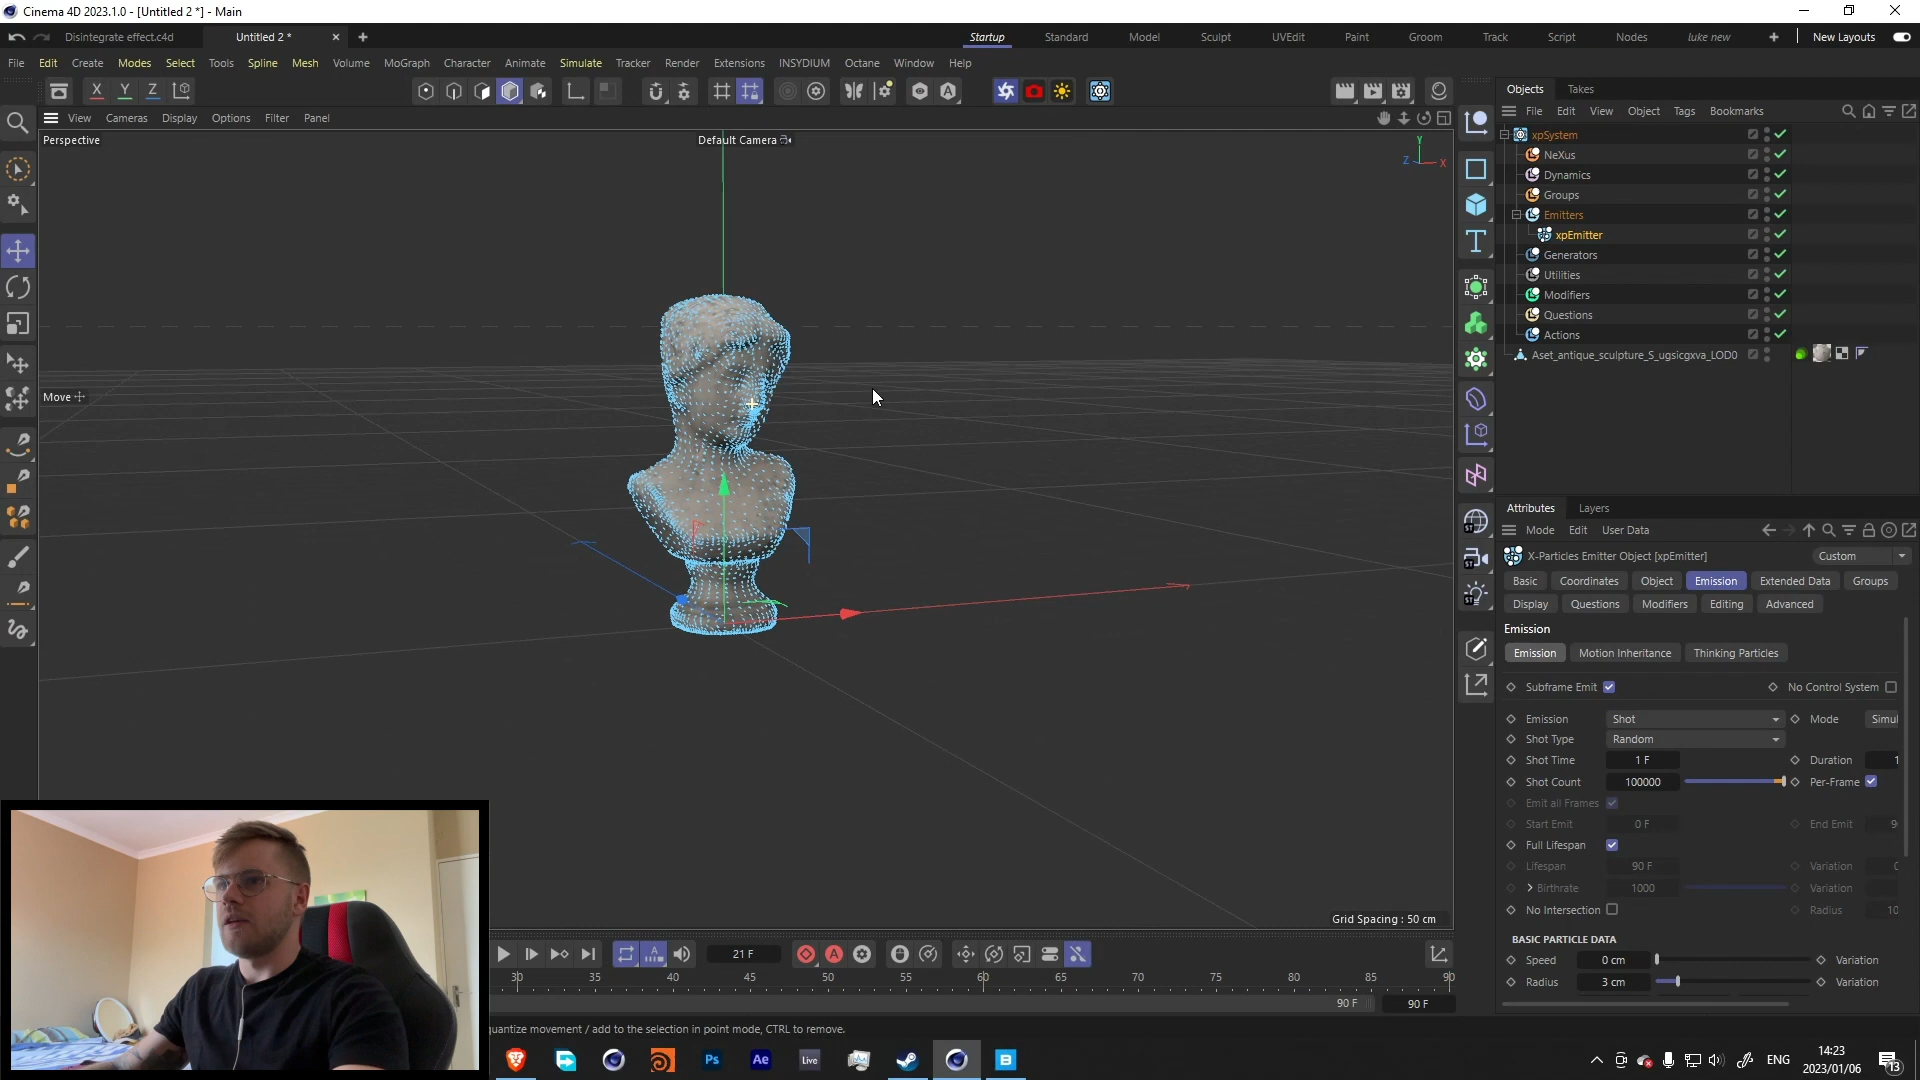 Cinema 4D 2023.1.0 - [Untitled 2 *] - Main
Disintegrate effect.c4d
Untitled 2 *
Startup
Standard
Model
Sculpt
UVEdit
Paint
Groom
Track
Script
Nodes
luke new
New Layouts
File Edit Create Modes Select Tools Spline Mesh Volume MoGraph Character Animate Simulate Tracker Render Extensions INSYDIUM Octane Window Help
X Y Z
View Cameras Display Options Filter Panel
Perspective
Default Camera
Y
Z X
Move
Grid Spacing : 50 cm
Objects Takes
File Edit View Object Tags Bookmarks
xpSystem
NeXus
Dynamics
Groups
Emitters
xpEmitter
Generators
Utilities
Modifiers
Questions
Actions
Aset_antique_sculpture_S_ugsicgxva_LOD0
Attributes Layers
Mode Edit User Data
X-Particles Emitter Object [xpEmitter]
Custom
Basic Coordinates Object Emission Extended Data Groups
Display Questions Modifiers Editing Advanced
Emission
Emission Motion Inheritance Thinking Particles
Subframe Emit
No Control System
Emission Shot Mode Simul
Shot Type Random
Shot Time 1 F Duration 1
Shot Count 100000 Per-Frame
Emit all Frames
Start Emit 0 F End Emit 9
Full Lifespan
Lifespan 90 F Variation
Birthrate 1000 Variation
No Intersection Radius 10
BASIC PARTICLE DATA
Speed 0 cm Variation
Radius 3 cm Variation
21 F
30 35 40 45 50 55 60 65 70 75 80 85 90
90 F
90 F
quantize movement / add to the selection in point mode, CTRL to remove.
Ps Ae Live B
ENG
14:23
2023/01/06
13